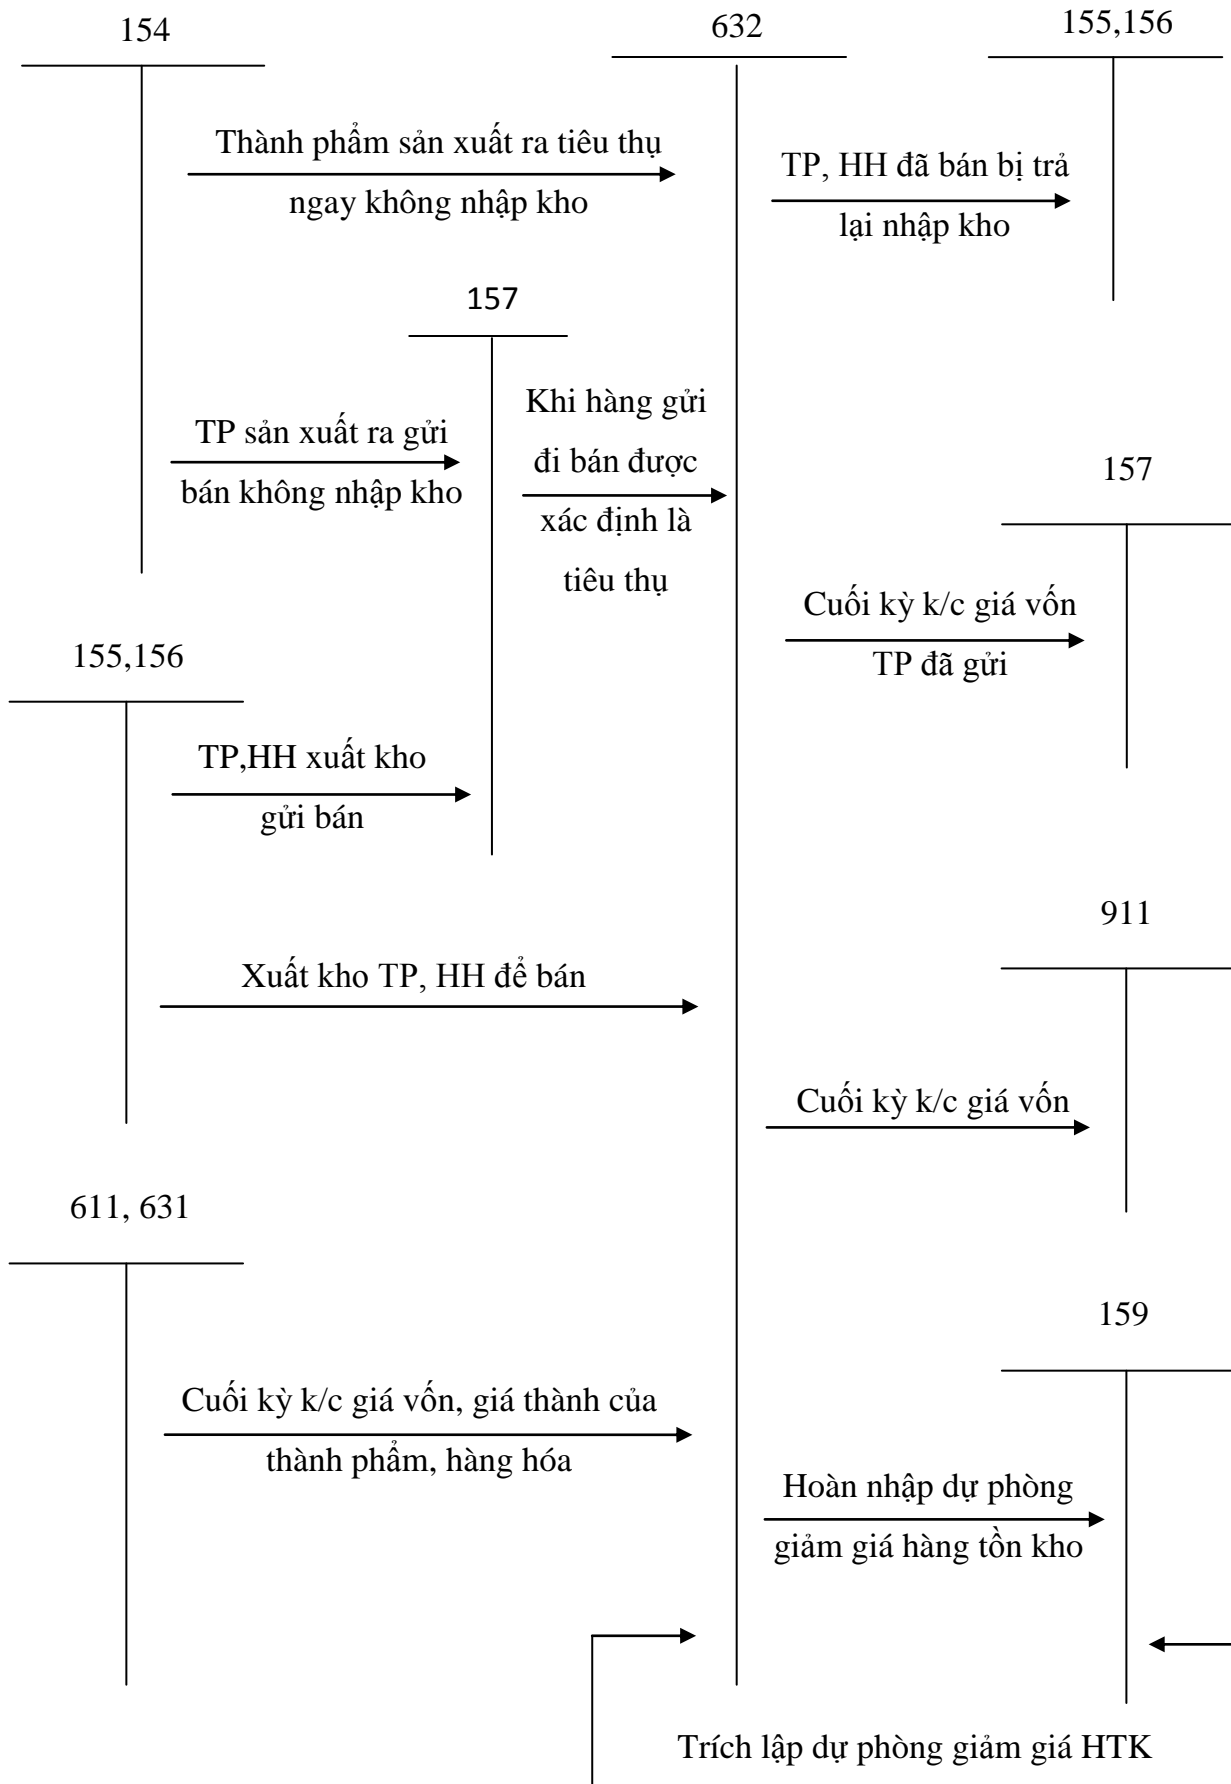 154
632
155,156
Thành phẩm sản xuất ra tiêu thụ
ngay không nhập kho
TP, HH đã bán bị trả
lại nhập kho
157
Khi hàng gửi
đi bán được
xác định là
tiêu thụ
TP sản xuất ra gửi
bán không nhập kho
157
Cuối kỳ k/c giá vốn
TP đã gửi
155,156
TP,HH xuất kho
gửi bán
911
Xuất kho TP, HH để bán
Cuối kỳ k/c giá vốn
611, 631
159
Cuối kỳ k/c giá vốn, giá thành của
thành phẩm, hàng hóa
Hoàn nhập dự phòng
giảm giá hàng tồn kho
Trích lập dự phòng giảm giá HTK